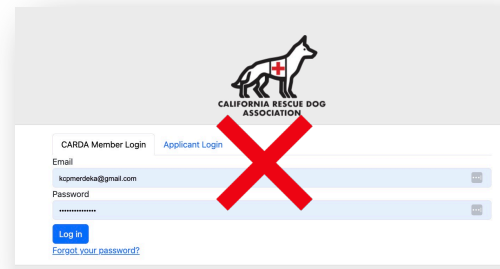 CALIFORNIA RESCUE DOG
ASSOCIATION
CARDA Member Login Applicant Login
Email
kcpmerdeka@gmail.com
Password
•••••••••••••••
Log in
Forgot your password?